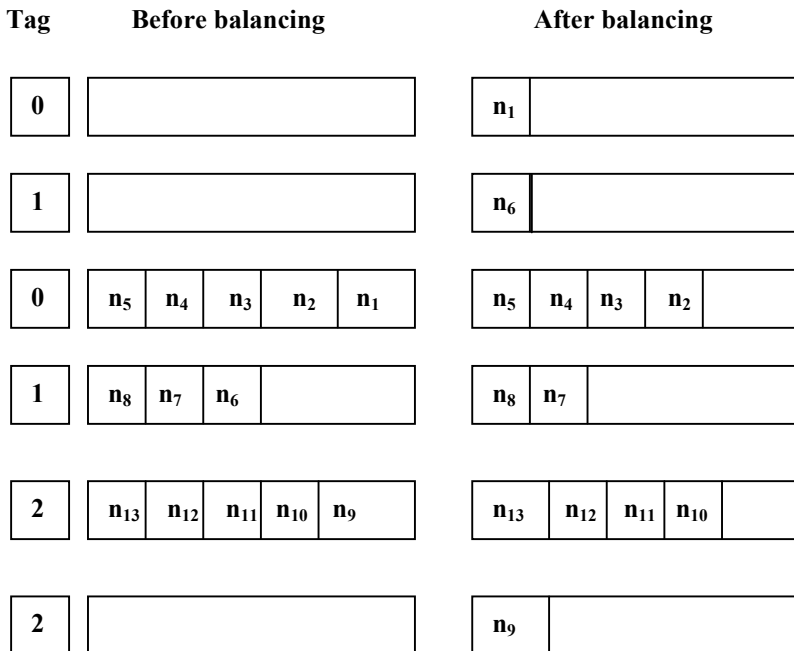 Tag Before balancing After balancing
0 n₁
1 n₆
0 n₅ n₄ n₃ n₂ n₁ n₅ n₄ n₃ n₂
1 n₈ n₇ n₆ n₈ n₇
2 n₁₃ n₁₂ n₁₁ n₁₀ n₉ n₁₃ n₁₂ n₁₁ n₁₀
2 n₉